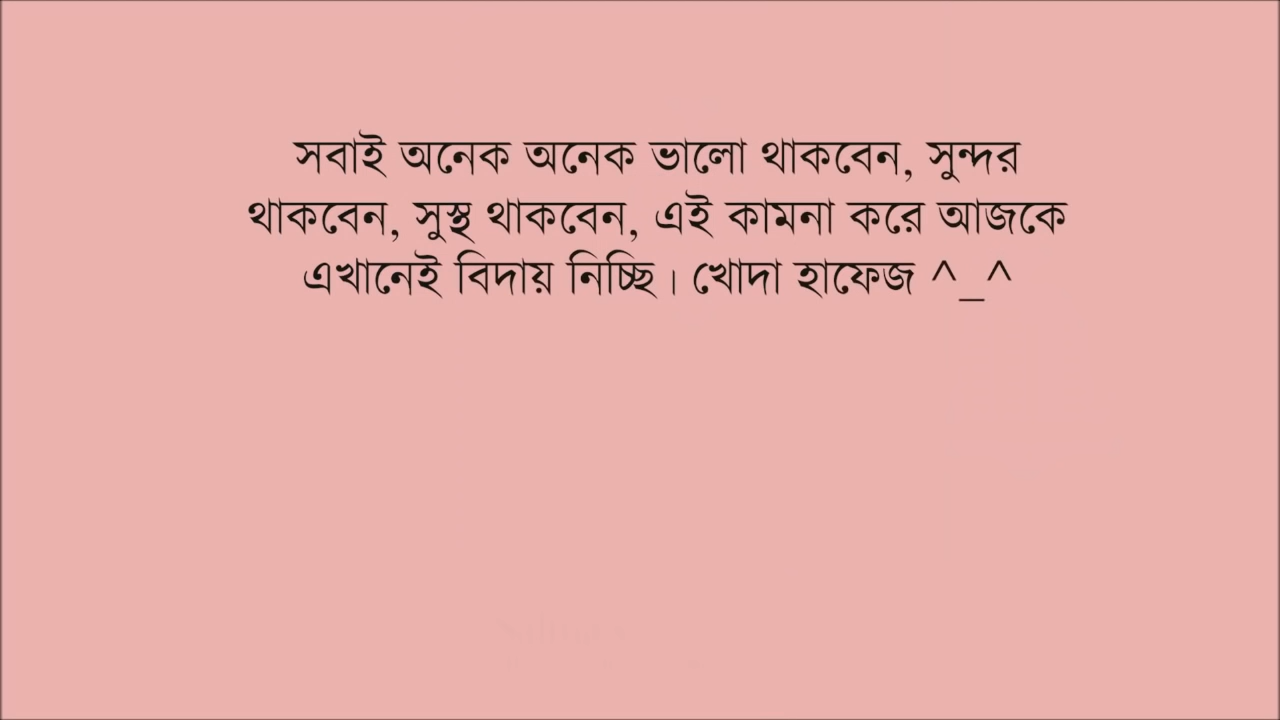 সবাই অনেক অনেক ভালো থাকবেন, সুন্দর
থাকবেন, সুস্থ থাকবেন, এই কামনা করে আজকে
এখানেই বিদায় নিচ্ছি। খোদা হাফেজ ^_^